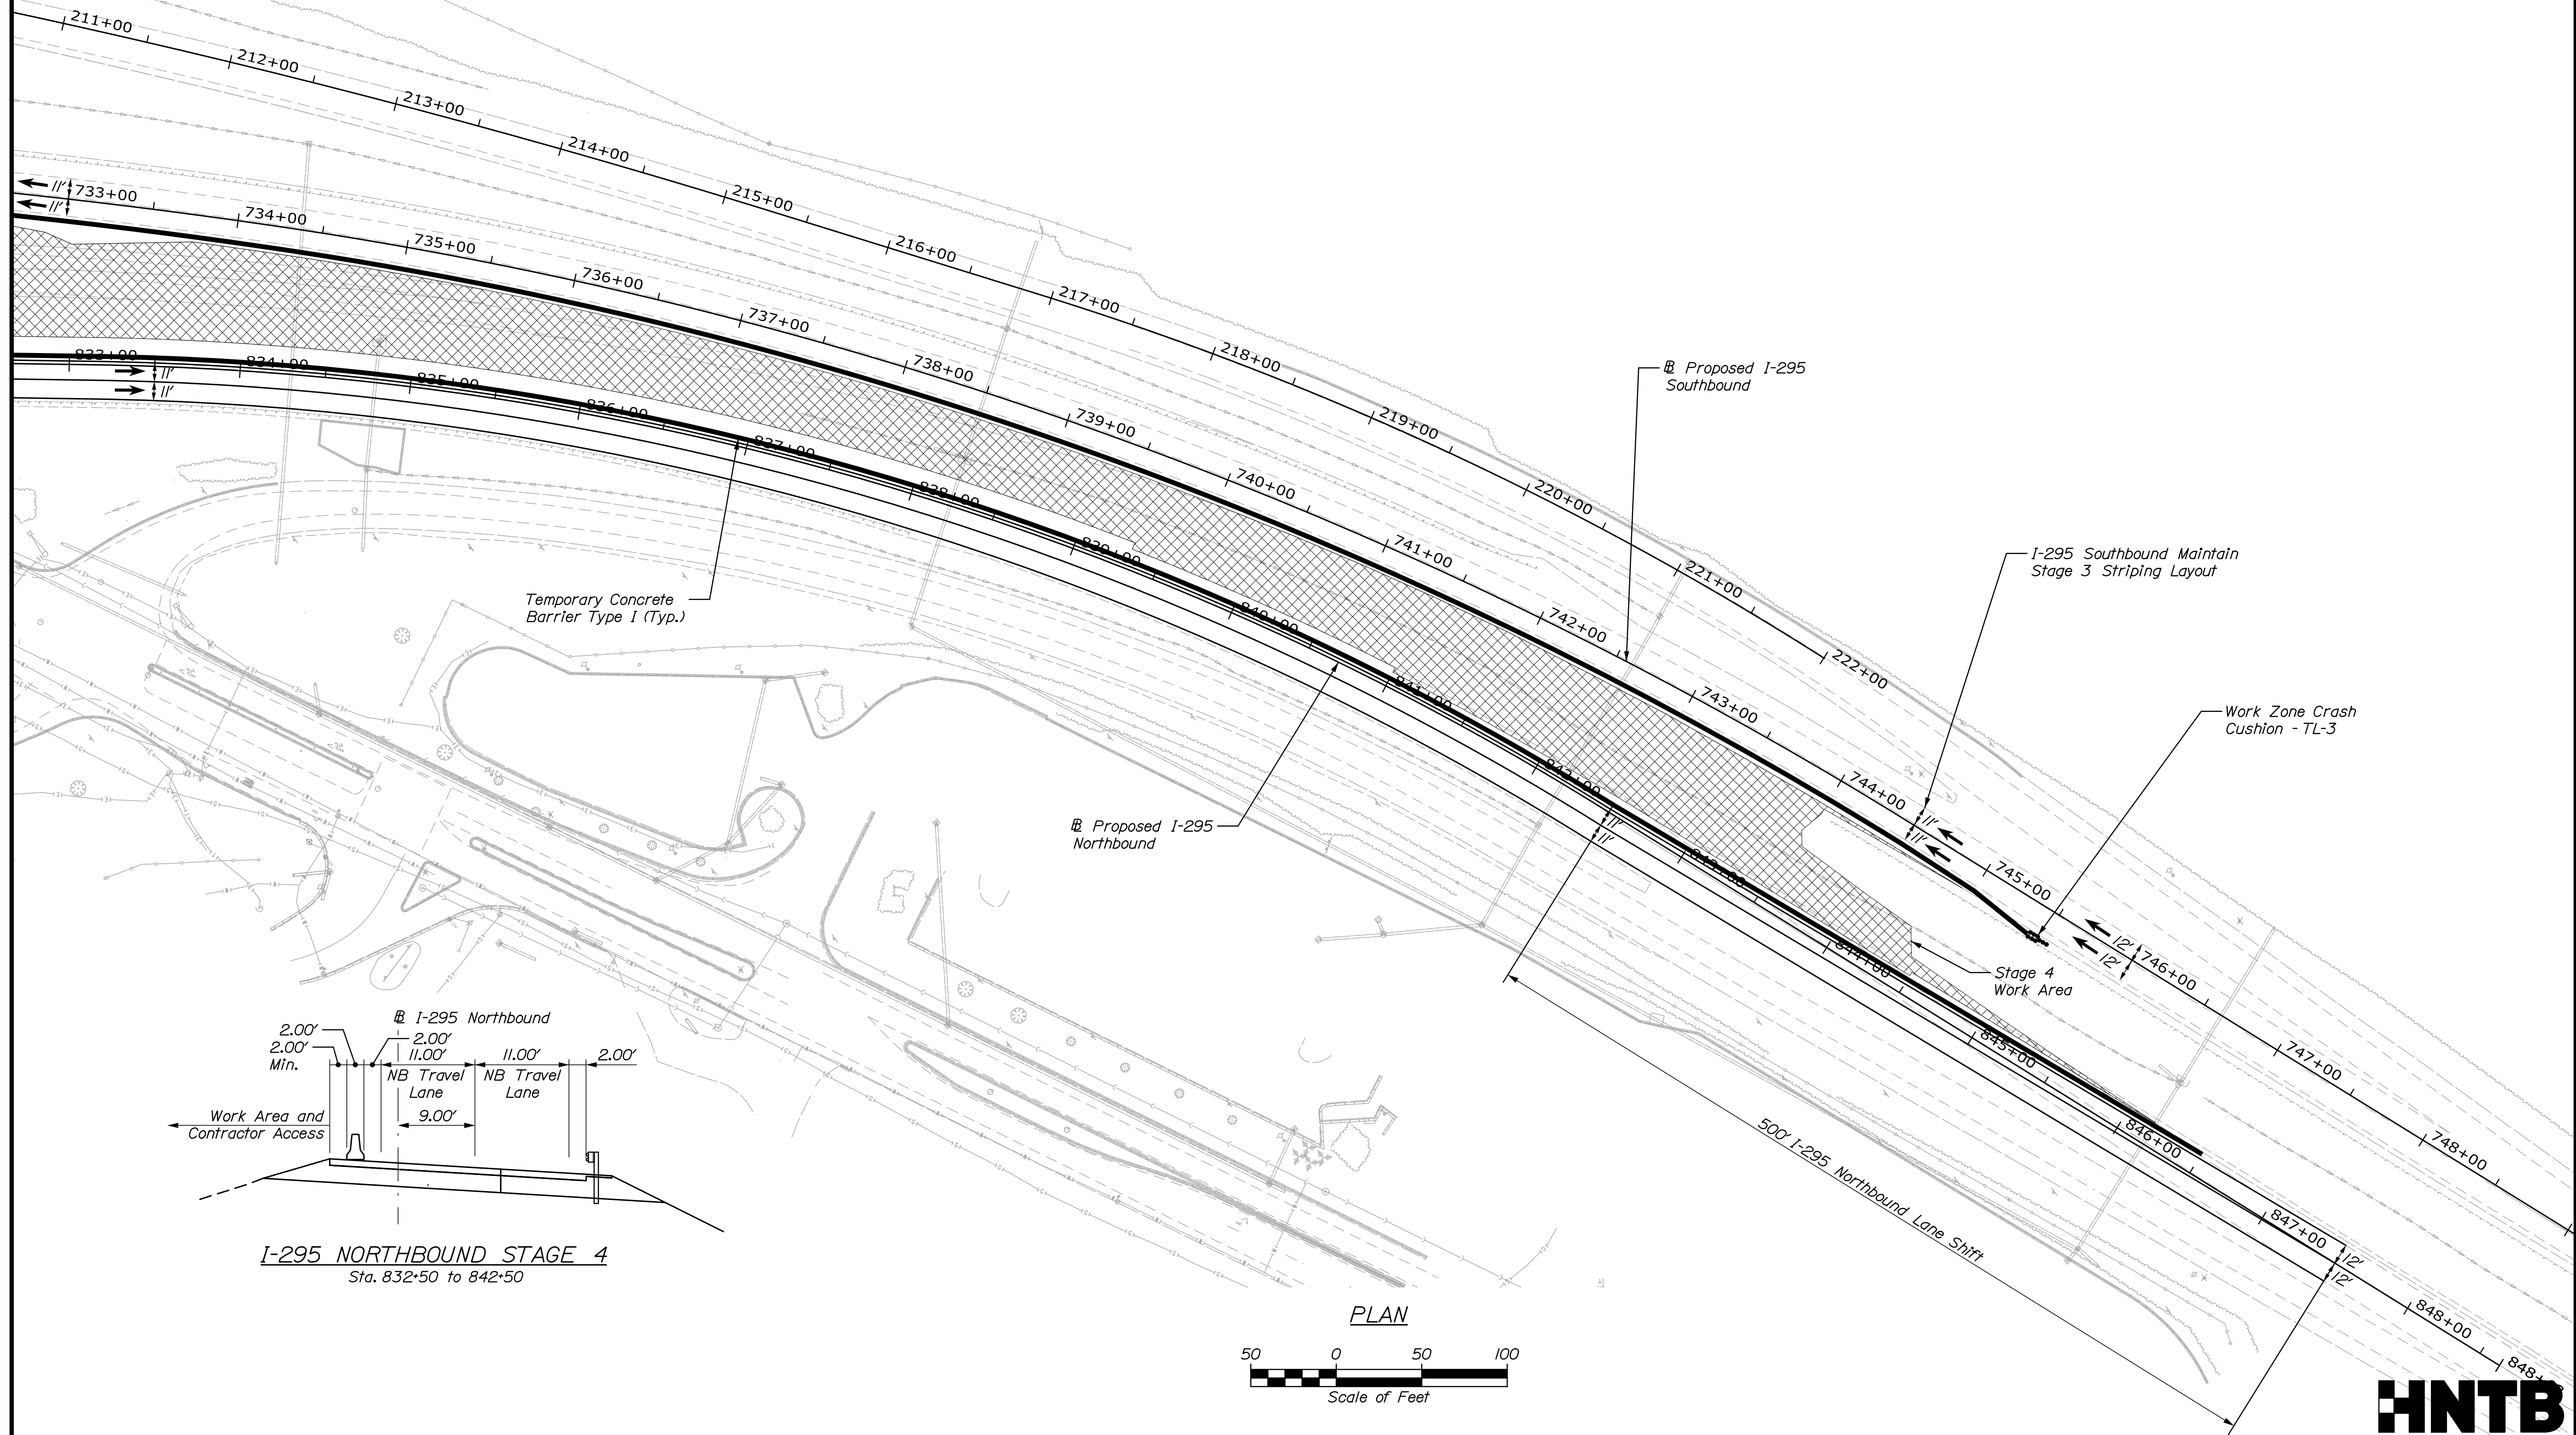 211+00
212+00
213+00
214+00
215+00
216+00
217+00
218+00
219+00
220+00
221+00
222+00
11'
11'
733+00
734+00
735+00
736+00
737+00
738+00
739+00
740+00
741+00
742+00
743+00
744+00
745+00
746+00
747+00
748+00
833+00
834+00
835+00
836+00
837+00
838+00
839+00
840+00
841+00
842+00
843+00
844+00
845+00
846+00
847+00
848+00
11'
11'
BL Proposed I-295
Southbound
I-295 Southbound Maintain
Stage 3 Striping Layout
Work Zone Crash
Cushion - TL-3
Temporary Concrete
Barrier Type I (Typ.)
BL Proposed I-295
Northbound
11'
11'
11'
11'
12'
12'
Stage 4
Work Area
500' I-295 Northbound Lane Shift
12'
12'
BL I-295 Northbound
2.00'
2.00'
Min.
2.00'
11.00'
NB Travel
Lane
11.00'
NB Travel
Lane
2.00'
9.00'
Work Area and
Contractor Access
I-295 NORTHBOUND STAGE 4
Sta. 832+50 to 842+50
PLAN
50 0 50 100
Scale of Feet
HNTB